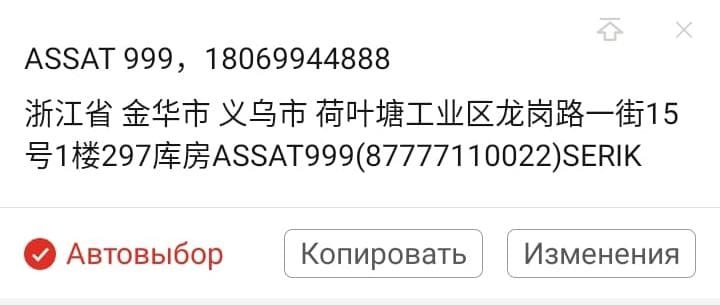 ASSAT 999，18069944888
浙江省 金华市 义乌市 荷叶塘工业区龙岗路一街15
号1楼297库房ASSAT999(87777110022)SERIK
Автовыбор
Копировать
Изменения